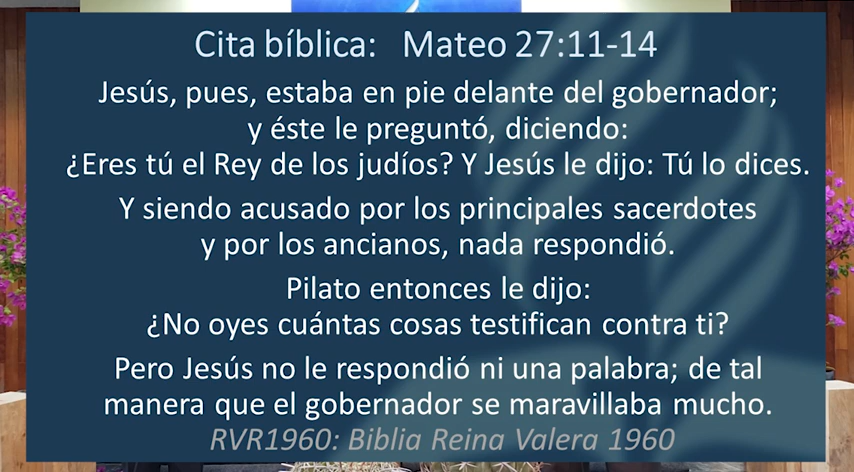 Cita bíblica: Mateo 27:11-14
Jesús, pues, estaba en pie delante del gobernador;
y éste le preguntó, diciendo:
¿Eres tú el Rey de los judíos? Y Jesús le dijo: Tú lo dices.
Y siendo acusado por los principales sacerdotes
y por los ancianos, nada respondió.
Pilato entonces le dijo:
¿No oyes cuántas cosas testifican contra ti?
Pero Jesús no le respondió ni una palabra; de tal
manera que el gobernador se maravillaba mucho.
RVR1960: Biblia Reina Valera 1960